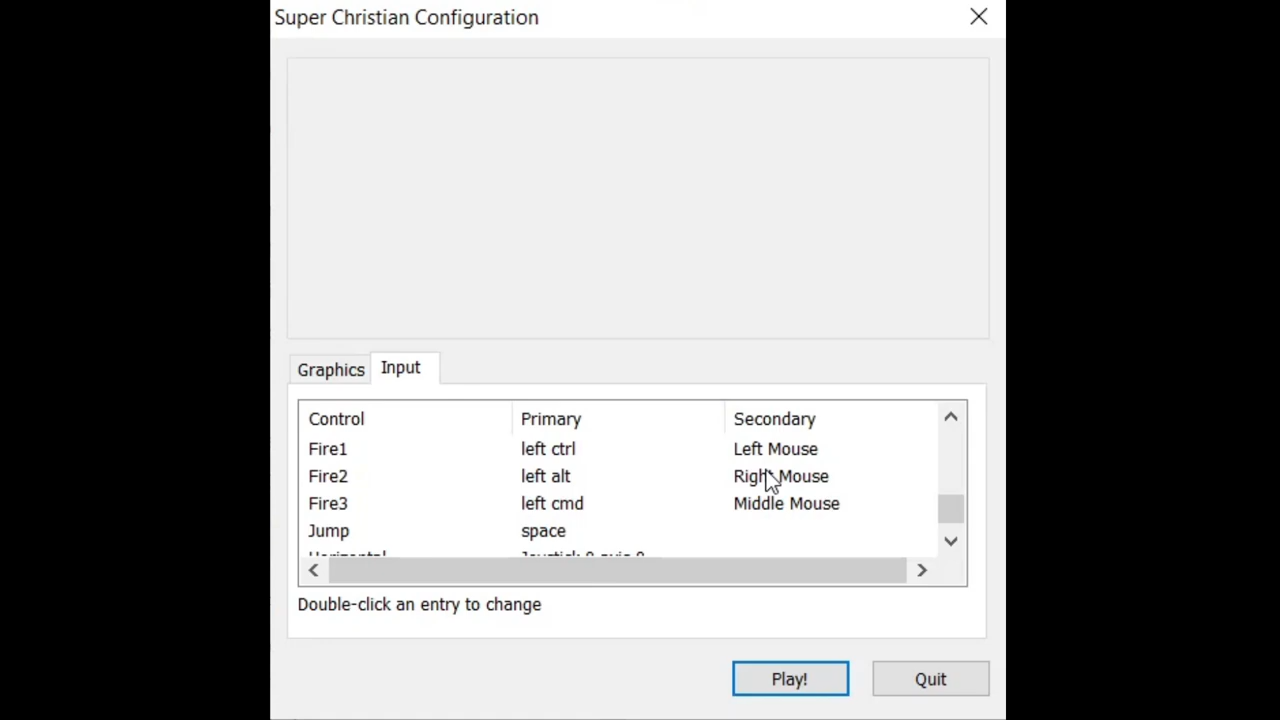 Super Christian Configuration
Graphics Input
Control Primary Secondary
Fire1 left ctrl Left Mouse
Fire2 left alt Right Mouse
Fire3 left cmd Middle Mouse
Jump space
Double-click an entry to change
Play! Quit